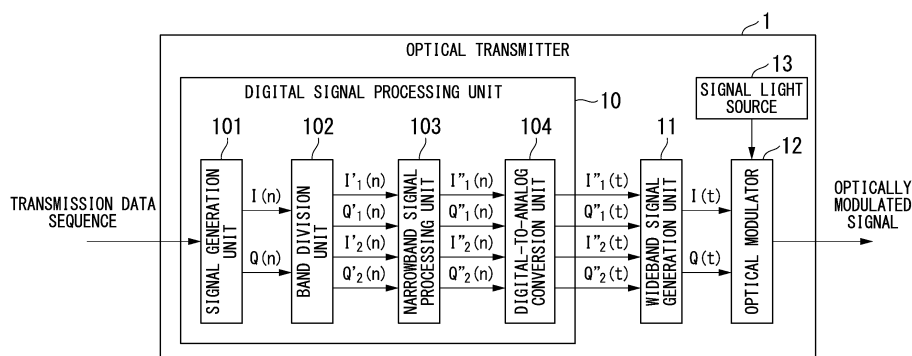 1
OPTICAL TRANSMITTER
13
SIGNAL LIGHT
SOURCE
DIGITAL SIGNAL PROCESSING UNIT
10
101
102
103
104
11
12
TRANSMISSION DATA
SEQUENCE
SIGNAL GENERATION
UNIT
I(n)
Q(n)
BAND DIVISION
UNIT
I'1(n)
Q'1(n)
I'2(n)
Q'2(n)
NARROWBAND SIGNAL
PROCESSING UNIT
I"1(n)
Q"1(n)
I"2(n)
Q"2(n)
DIGITAL-TO-ANALOG
CONVERSION UNIT
I"1(t)
Q"1(t)
I"2(t)
Q"2(t)
WIDEBAND SIGNAL
GENERATION UNIT
I(t)
Q(t)
OPTICAL MODULATOR
OPTICALLY
MODULATED
SIGNAL